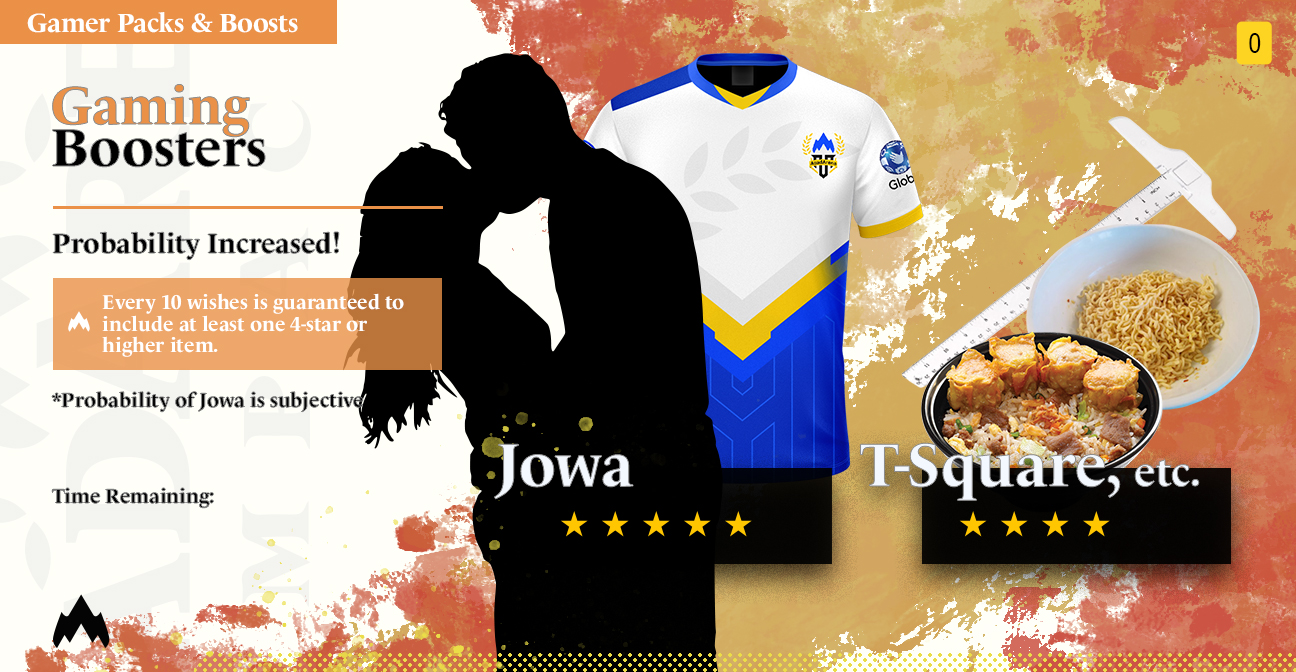 Gamer Packs & Boosts
0
Gaming
Boosters
Probability Increased!
Every 10 wishes is guaranteed to
include at least one 4-star or
higher item.
*Probability of Jowa is subjective
Time Remaining:
Glob
Jowa
T-Square, etc.